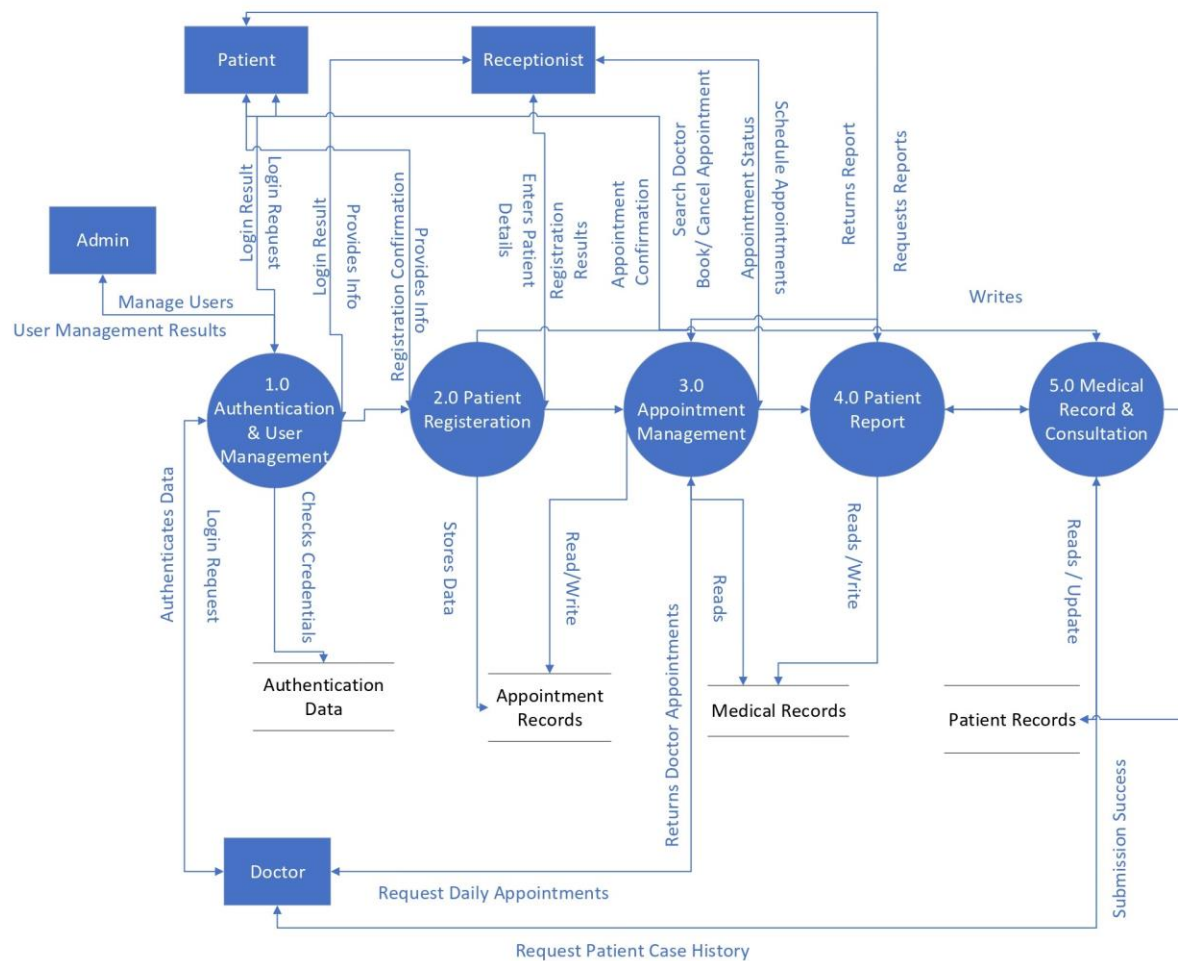 Patient
Receptionist
Admin
Login Result
Login Request
Login Result
Provides Info
Registration Confirmation
Provides Info
Enters Patient
Details
Registration
Results
Appointment
Confirmation
Search Doctor
Book/ Cancel Appointment
Appointment Status
Schedule Appointments
Returns Report
Requests Reports
Manage Users
User Management Results
Writes
1.0
Authentication
& User
Management
2.0 Patient
Registeration
3.0
Appointment
Management
4.0 Patient
Report
5.0 Medical
Record &
Consultation
Authenticates Data
Login Request
Checks Credentials
Stores Data
Read/Write
Returns Doctor Appointments
Reads
Reads /Write
Reads / Update
Authentication
Data
Appointment
Records
Medical Records
Patient Records
Submission Success
Doctor
Request Daily Appointments
Request Patient Case History